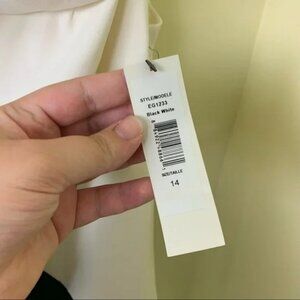 STYLE/MODELE
EG1233
Black White
SIZE/TAILLE
14